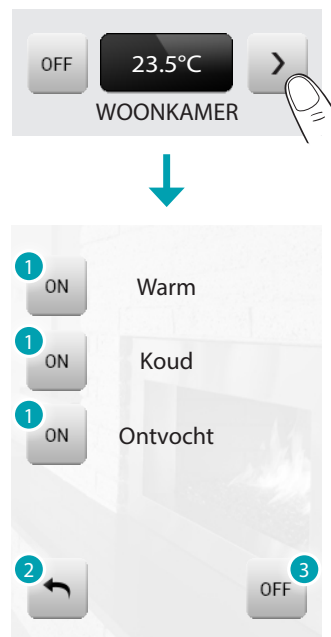 OFF 23.5°C >
WOONKAMER
1 ON Warm
1 ON Koud
1 ON Ontvocht
2 3
OFF